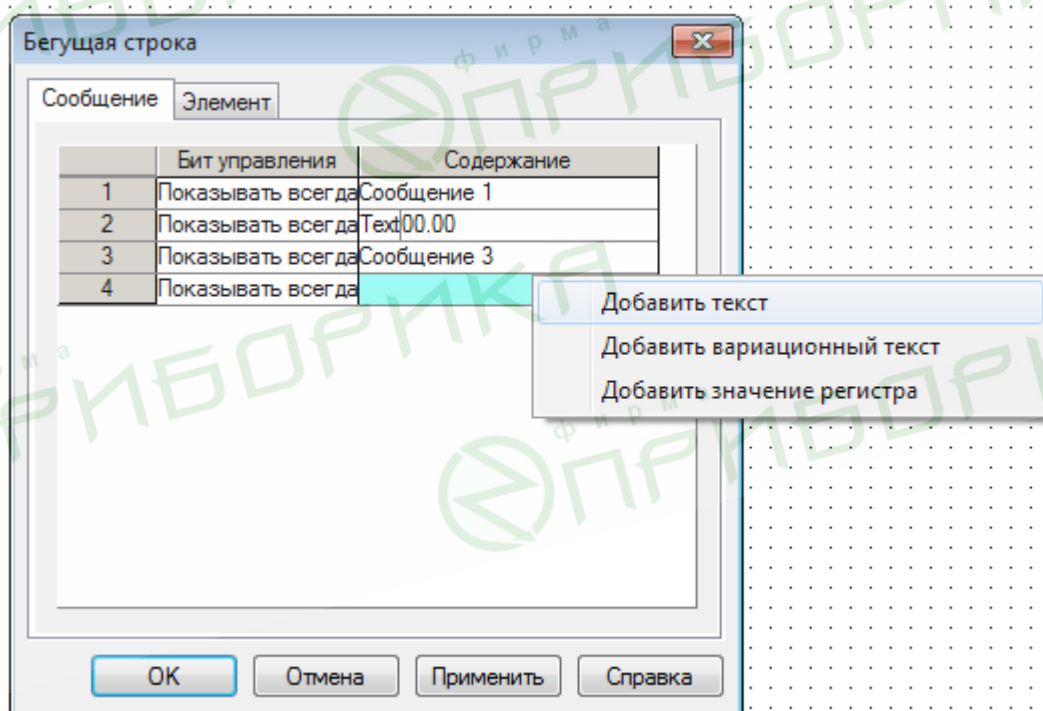 Бегущая строка
Сообщение Элемент
Бит управления Содержание
1 Показывать всегда Сообщение 1
2 Показывать всегда Text 00.00
3 Показывать всегда Сообщение 3
4 Показывать всегда
Добавить текст
Добавить вариационный текст
Добавить значение регистра
OK Отмена Применить Справка
фирма
ПРИБОРИКА
фирма
ПРИБОР